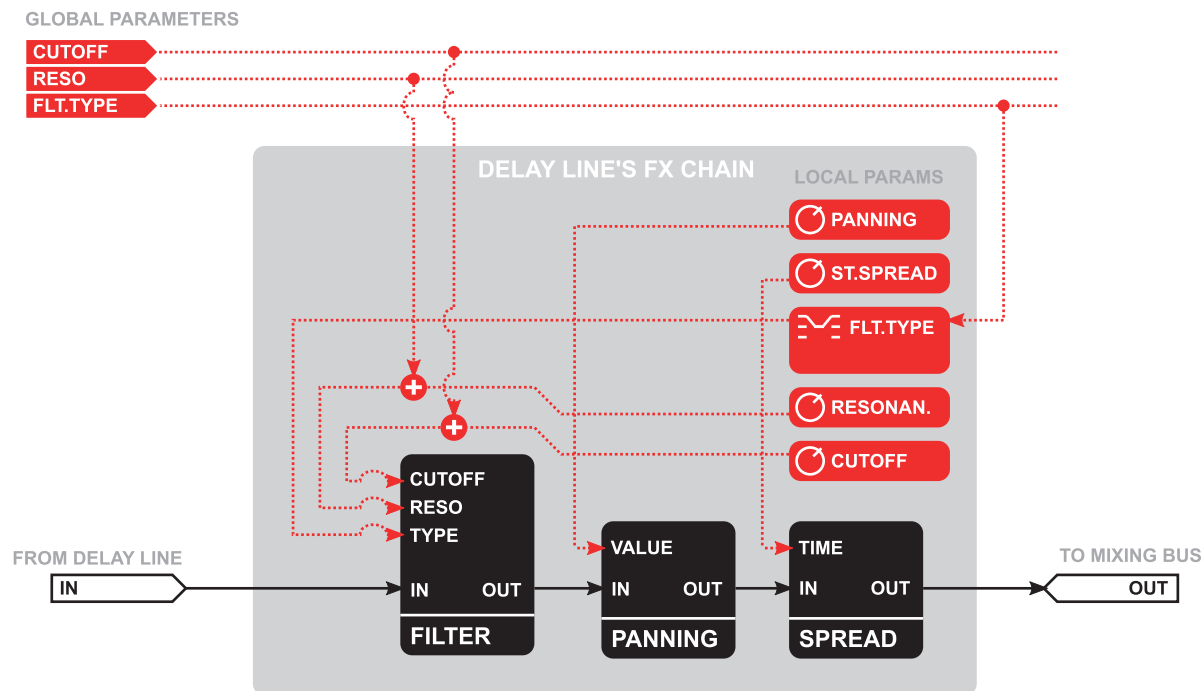 GLOBAL PARAMETERS
CUTOFF
RESO
FLT.TYPE
DELAY LINE'S FX CHAIN
LOCAL PARAMS
PANNING
ST.SPREAD
FLT.TYPE
RESONAN.
CUTOFF
CUTOFF
RESO
TYPE
IN OUT
FILTER
VALUE
IN OUT
PANNING
TIME
IN OUT
SPREAD
FROM DELAY LINE
IN
TO MIXING BUS
OUT